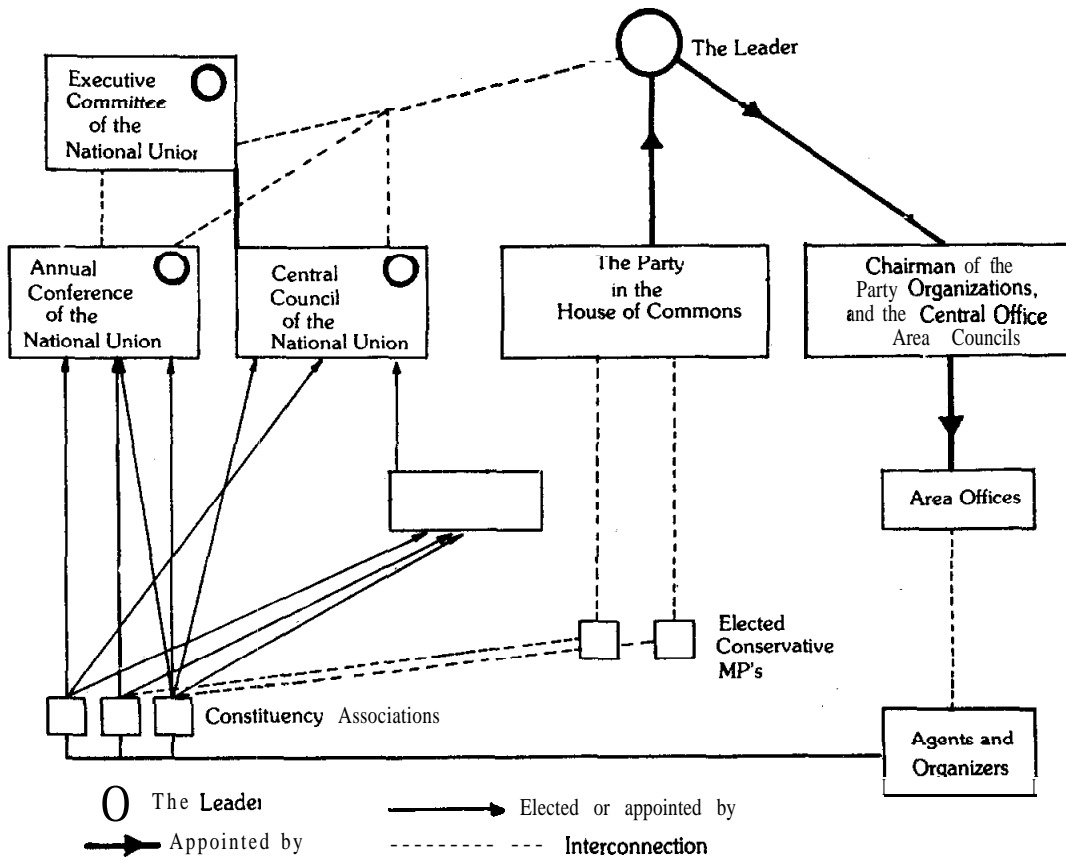 The Leader
Executive
Committee
of the
National Union
Annual
Conference
of the
National Union
Central
Council
of the
National Union
The Party
in the
House of Commons
Chairman of the
Party Organizations,
and the Central Office
Area Councils
Area Offices
Elected
Conservative
MP's
Constituency Associations
Agents and
Organizers
O The Leader
Elected or appointed by
Appointed by
Interconnection